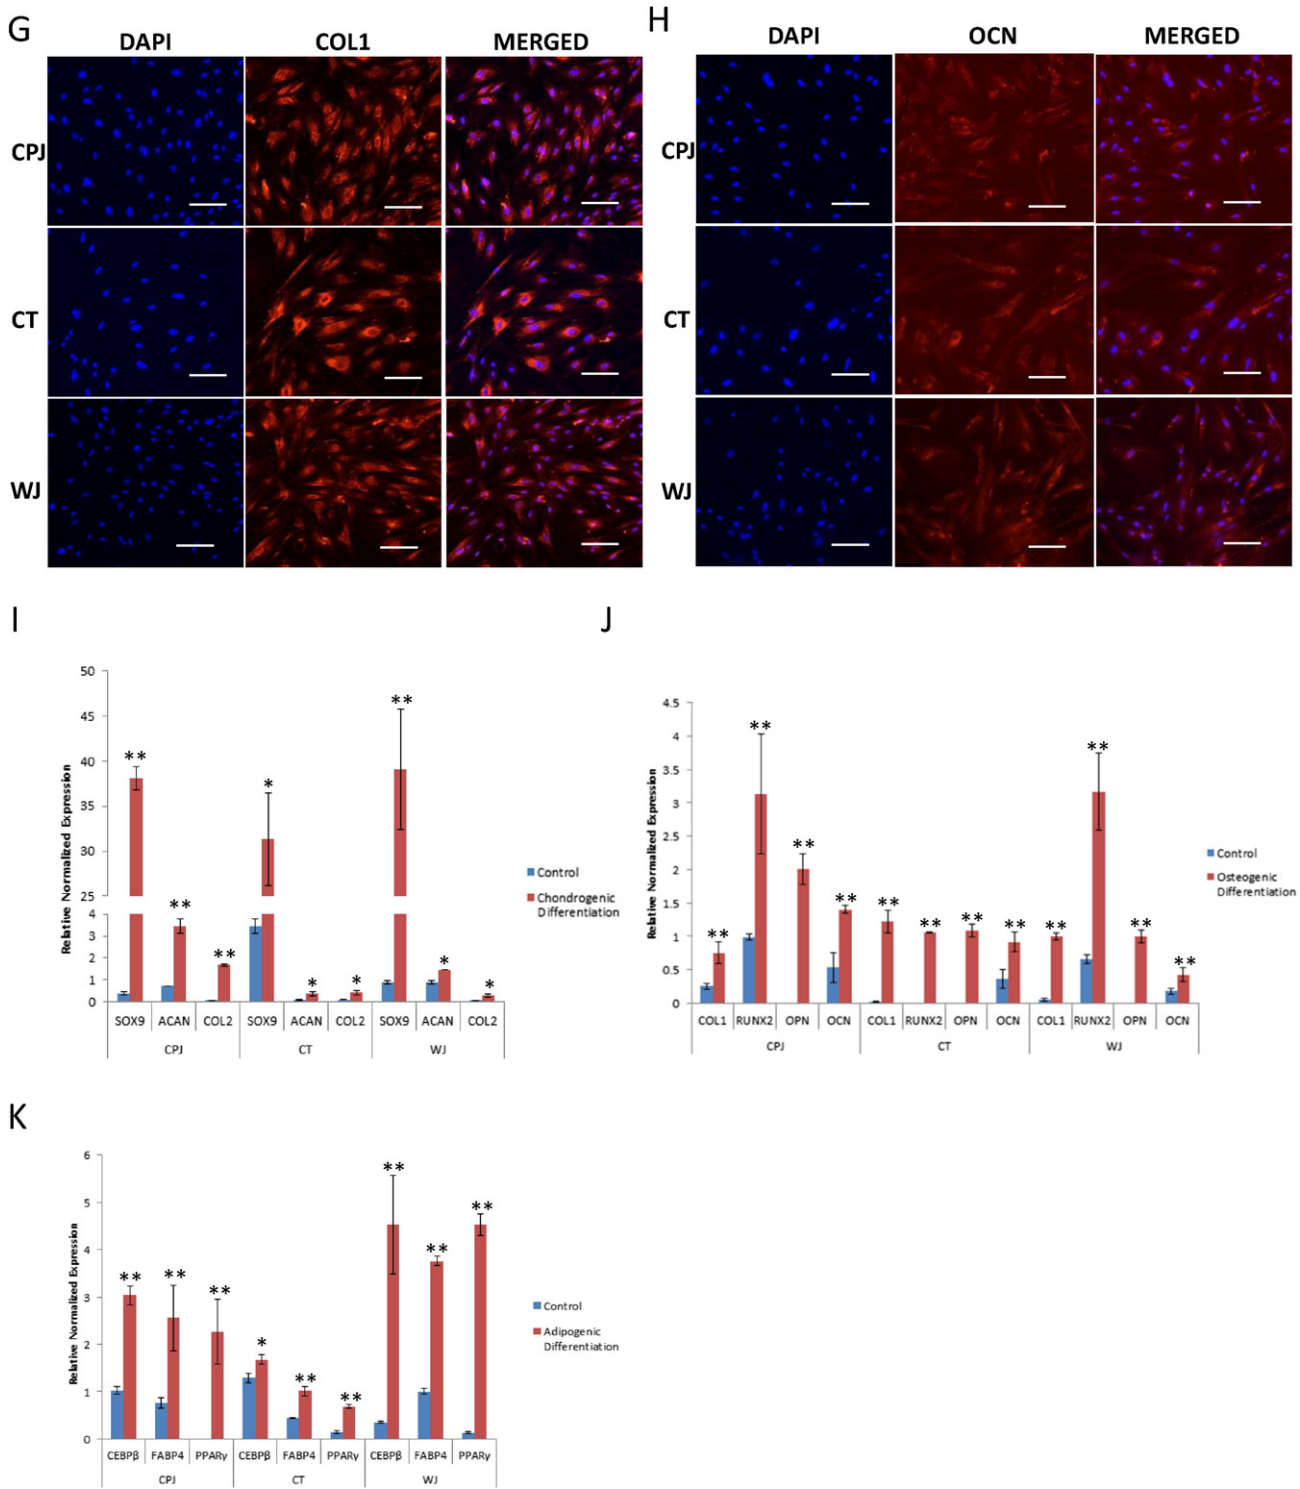 G
DAPI COL1 MERGED
CPJ
CT
WJ
H
DAPI OCN MERGED
CPJ
CT
WJ
I
Relative Normalized Expression
50
45
40
35
30
25
4
3
2
1
0
** ** ** * * * ** * *
SOX9 ACAN COL2 SOX9 ACAN COL2 SOX9 ACAN COL2
CPJ CT WJ
Control
Chondrogenic
Differentiation
J
Relative Normalized Expression
4.5
4
3.5
3
2.5
2
1.5
1
0.5
0
** ** ** ** ** ** ** ** ** ** ** **
COL1 RUNX2 OPN OCN COL1 RUNX2 OPN OCN COL1 RUNX2 OPN OCN
CPJ CT WJ
Control
Osteogenic
Differentiation
K
Relative Normalized Expression
6
5
4
3
2
1
0
** ** ** * ** ** ** ** **
CEBPβ FABP4 PPARγ CEBPβ FABP4 PPARγ CEBPβ FABP4 PPARγ
CPJ CT WJ
Control
Adipogenic
Differentiation